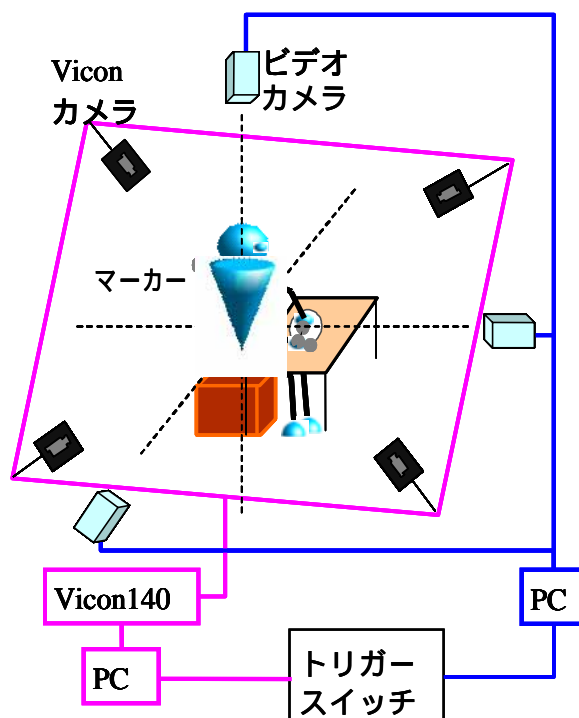 Vicon
カメラ
ビデオ
カメラ
マーカー
Vicon140
PC
PC
トリガー
スイッチ